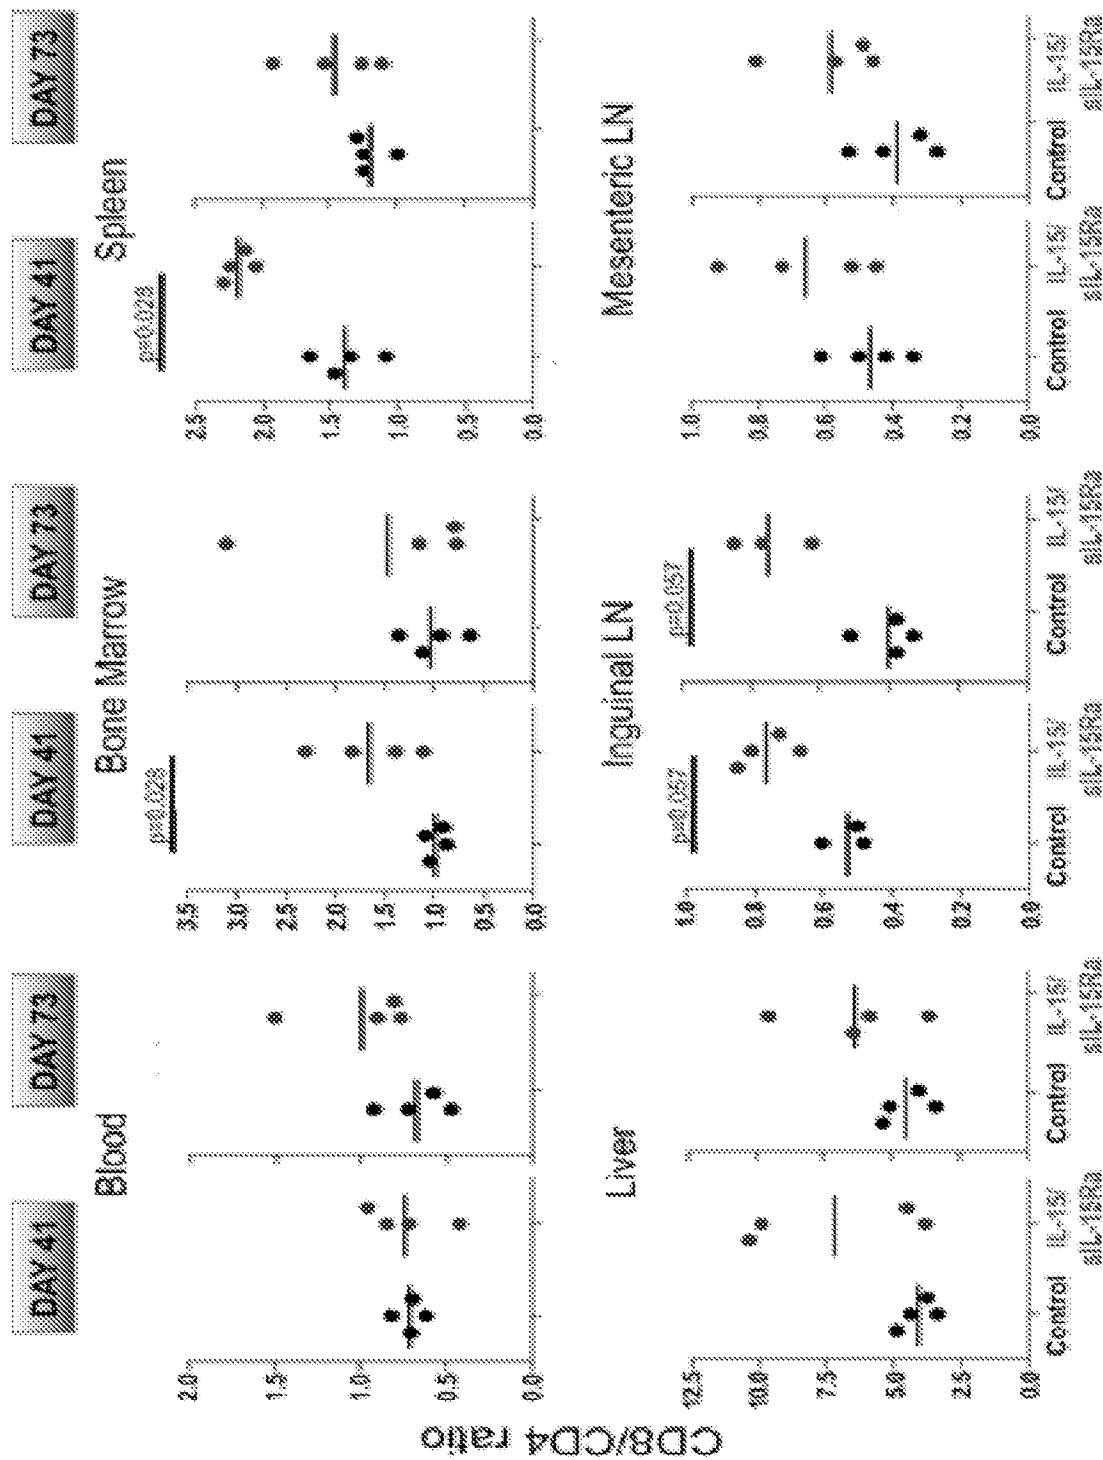 DAY 41
DAY 73
DAY 41
DAY 73
DAY 41
DAY 73
Blood
Bone Marrow
Spleen
p=0.028
p=0.028
2.0
1.5
1.0
0.5
0.0
3.5
3.0
2.5
2.0
1.5
1.0
0.5
0.0
2.5
2.0
1.5
1.0
0.5
0.0
CD8/CD4 ratio
Liver
Inguinal LN
Mesenteric LN
p=0.057
p=0.057
12.5
10.0
7.5
5.0
2.5
0.0
1.0
0.8
0.6
0.4
0.2
0.0
1.0
0.8
0.6
0.4
0.2
0.0
Control IL-15/ Control IL-15/
sIL-15Ra sIL-15Ra
Control IL-15/ Control IL-15/
sIL-15Ra sIL-15Ra
Control IL-15/ Control IL-15/
sIL-15Ra sIL-15Ra